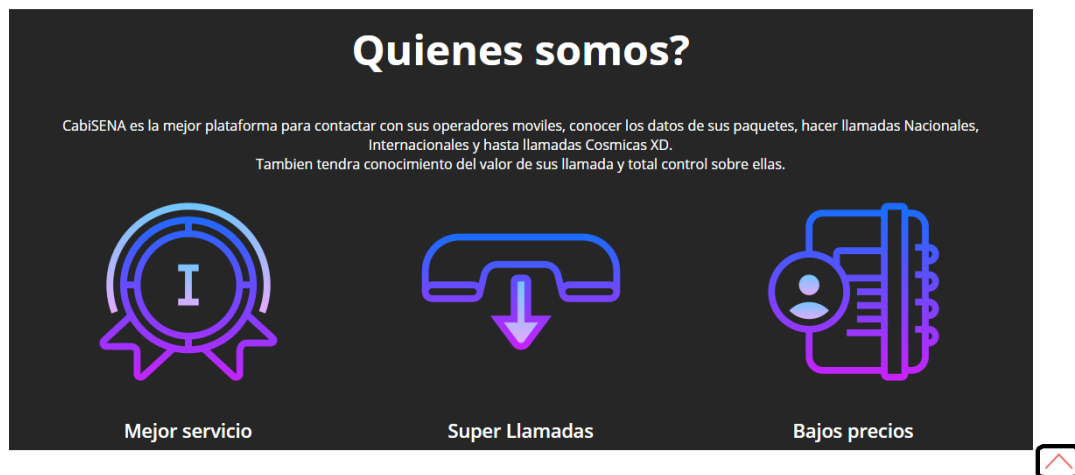 Quienes somos?
CabiSENA es la mejor plataforma para contactar con sus operadores moviles, conocer los datos de sus paquetes, hacer llamadas Nacionales,
Internacionales y hasta llamadas Cosmicas XD.
Tambien tendra conocimiento del valor de sus llamada y total control sobre ellas.
I
Mejor servicio
Super Llamadas
Bajos precios